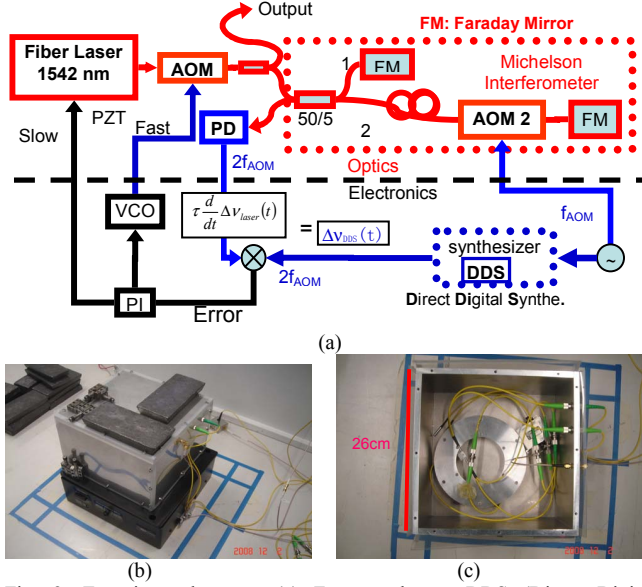 Output
FM: Faraday Mirror
Fiber Laser
1542 nm
AOM
1
FM
Michelson
Interferometer
PZT
Slow
Fast
PD
50/5
2
AOM 2
FM
2fAOM
Optics
Electronics
VCO
τ d/dt Δνlaser(t)
= ΔνDDS(t)
fAOM
synthesizer
DDS
~
2fAOM
Direct Digital Synthe.
PI
Error
(a)
26cm
2008 12 2
2008 12 2
(b)
(c)